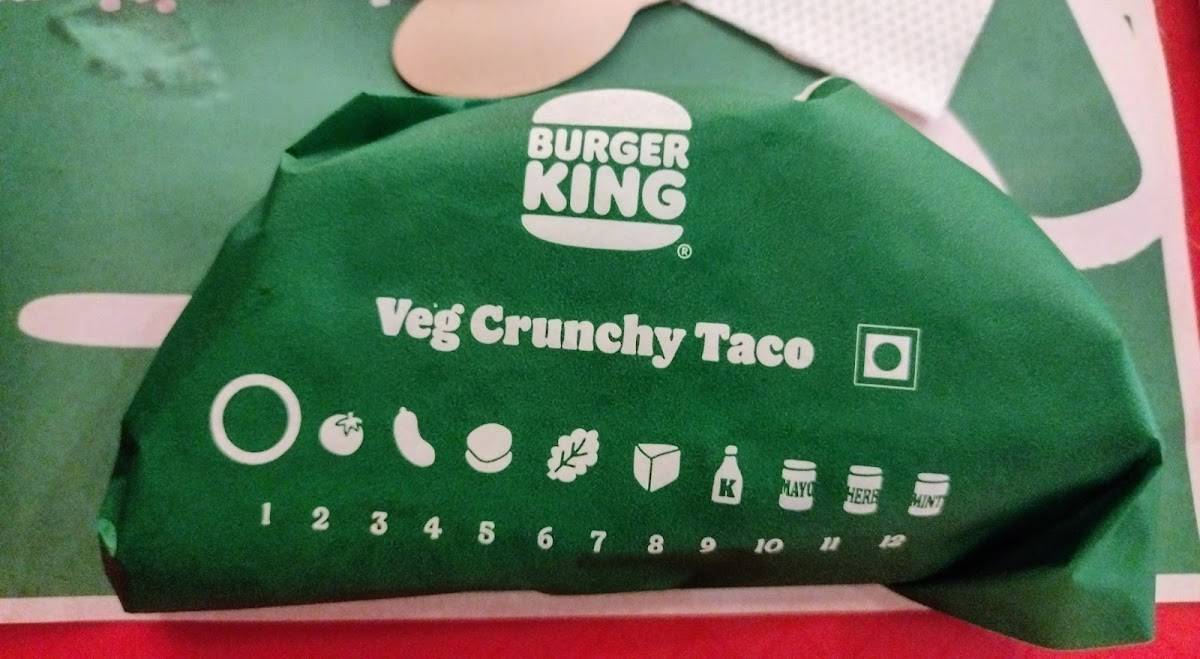 BURGER
KING
®
Veg Crunchy Taco
K
MAYO
HERB
MINT
1 2 3 4 5 6 7 8 9 10 11 12